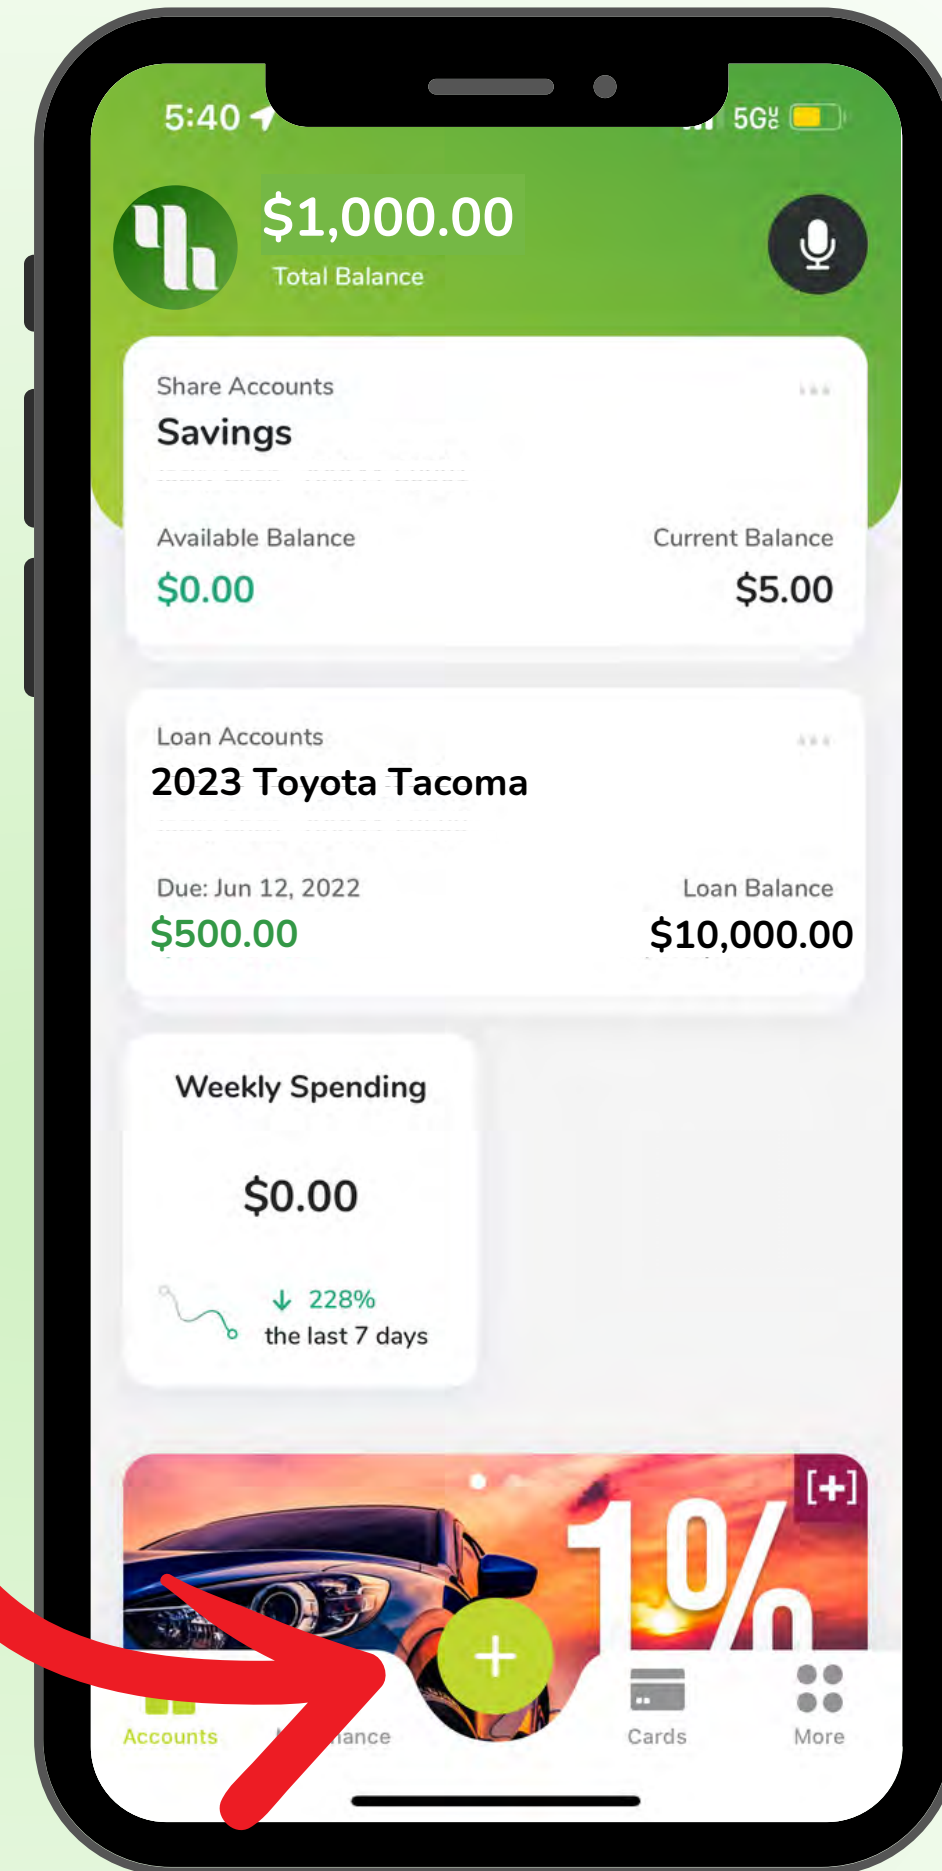 5:40
5GUC
$1,000.00
Total Balance
Share Accounts
Savings
Available Balance
Current Balance
$0.00
$5.00
Loan Accounts
2023 Toyota Tacoma
Due: Jun 12, 2022
Loan Balance
$500.00
$10,000.00
Weekly Spending
$0.00
↓ 228%
the last 7 days
[+]
1%
+
Accounts
Cards
More